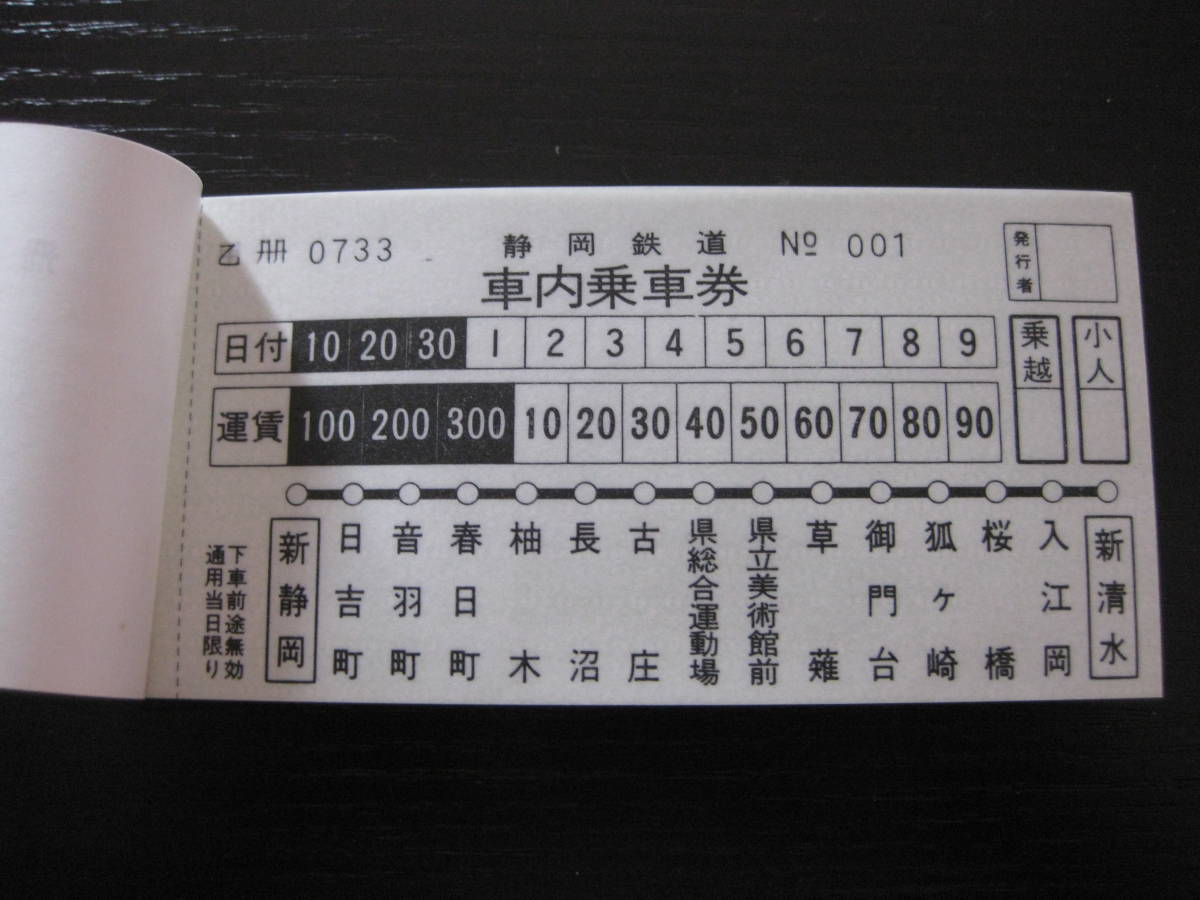 乙 冊 0733
静岡鉄道 № 001
車内乗車券
発行者
日付 10 20 30 1 2 3 4 5 6 7 8 9
運賃 100 200 300 10 20 30 40 50 60 70 80 90
乗越
小人
下車前途無効
通用当日限り
新静岡
日吉町
音羽町
春日町
柚木
長沼
古庄
県総合運動場
県立美術館前
草薙
御門台
狐ヶ崎
桜橋
入江岡
新清水